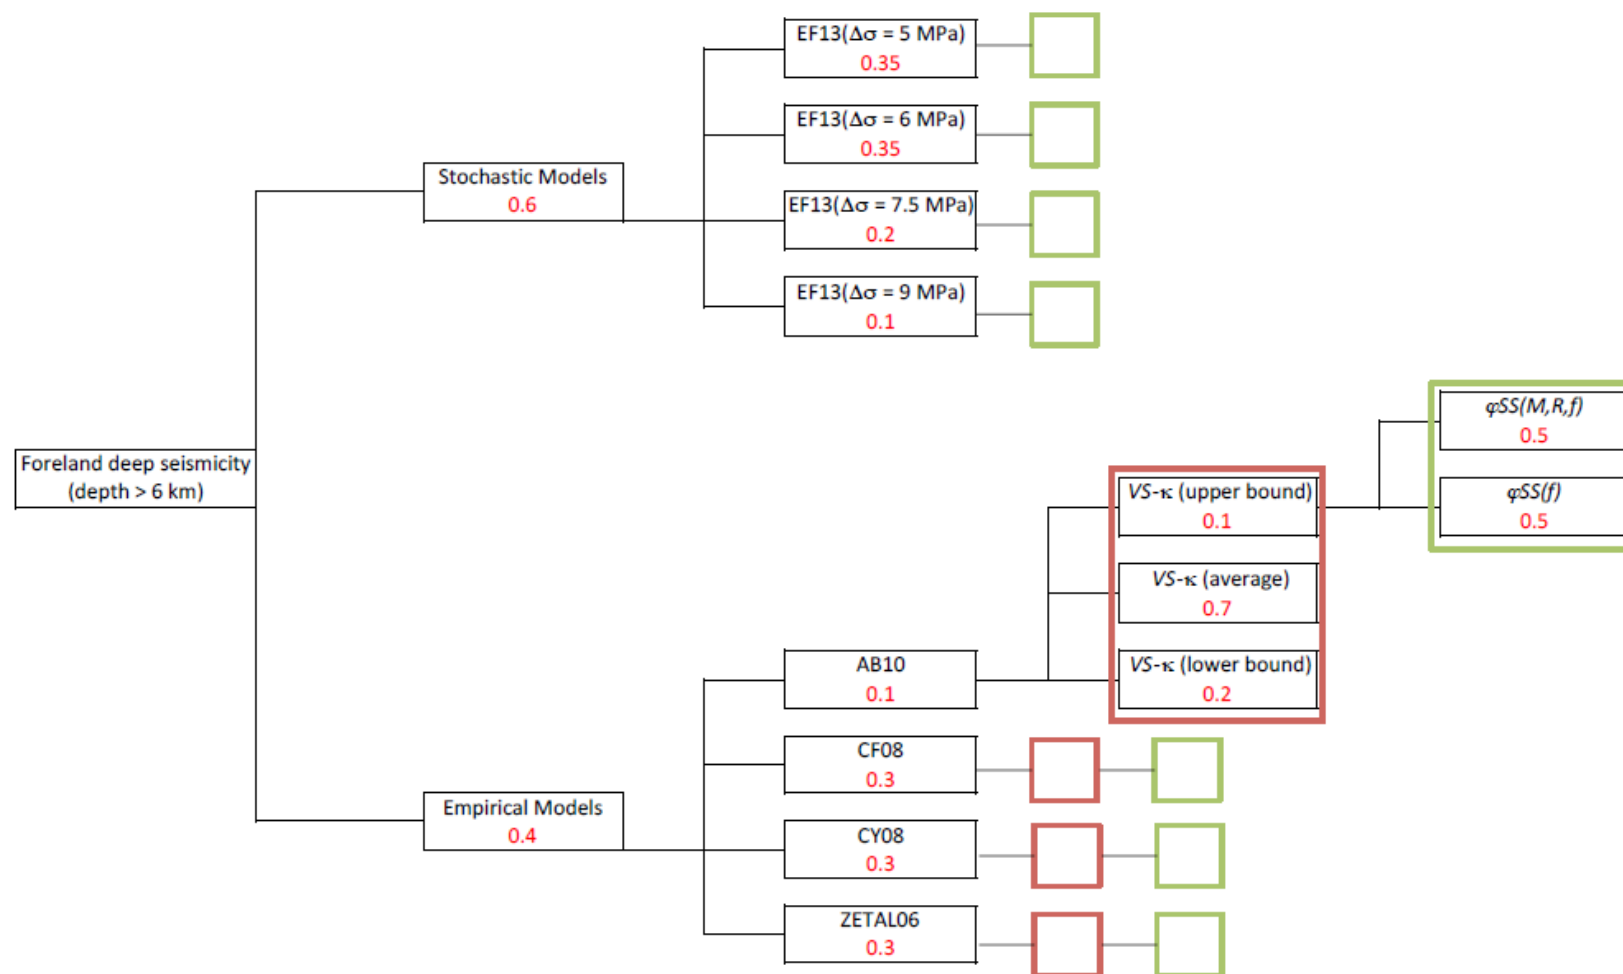 EF13(Δσ = 5 MPa)
0.35
EF13(Δσ = 6 MPa)
0.35
Stochastic Models
0.6
EF13(Δσ = 7.5 MPa)
0.2
EF13(Δσ = 9 MPa)
0.1
Foreland deep seismicity
(depth > 6 km)
φSS(M,R,f)
0.5
φSS(f)
0.5
VS-κ (upper bound)
0.1
VS-κ (average)
0.7
VS-κ (lower bound)
0.2
AB10
0.1
CF08
0.3
Empirical Models
0.4
CY08
0.3
ZETAL06
0.3